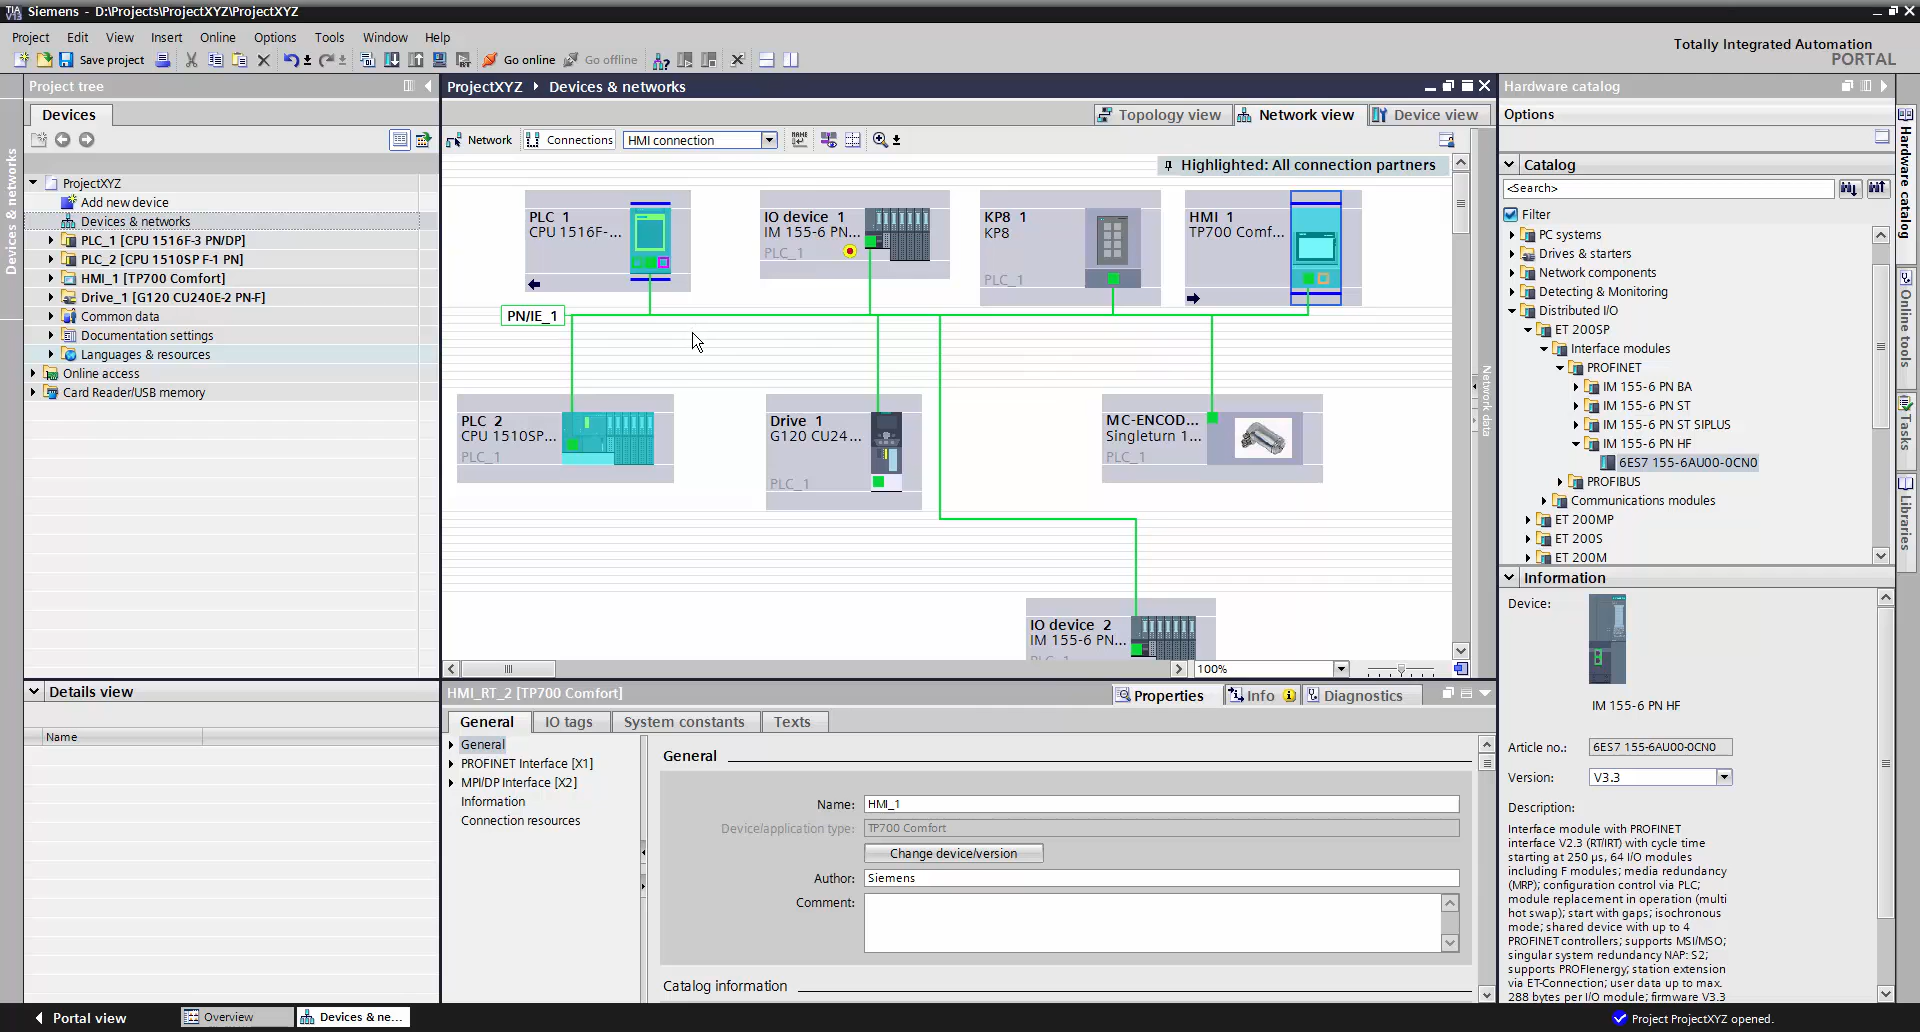 Siemens - D:\Projects\ProjectXYZ\ProjectXYZ
Project Edit View Insert Online Options Tools Window Help
Save project Go online Go offline
Totally Integrated Automation
PORTAL
Project tree
Devices
Devices & networks
ProjectXYZ
Add new device
Devices & networks
PLC_1 [CPU 1516F-3 PN/DP]
PLC_2 [CPU 1510SP F-1 PN]
HMI_1 [TP700 Comfort]
Drive_1 [G120 CU240E-2 PN-F]
Common data
Documentation settings
Languages & resources
Online access
Card Reader/USB memory
Details view
Name
ProjectXYZ Devices & networks
Topology view Network view Device view
Network Connections HMI connection
Highlighted: All connection partners
PLC_1
CPU 1516F-...
IO device_1
IM 155-6 PN...
PLC_1
KP8_1
KP8
PLC_1
HMI_1
TP700 Comf...
PN/IE_1
PLC_2
CPU 1510SP...
PLC_1
Drive_1
G120 CU24...
PLC_1
MC-ENCOD...
Singleturn 1...
PLC_1
IO device_2
IM 155-6 PN...
PLC_1
100%
Network data
HMI_RT_2 [TP700 Comfort]
Properties Info Diagnostics
General IO tags System constants Texts
General
PROFINET Interface [X1]
MPI/DP Interface [X2]
Information
Connection resources
General
Name: HMI_1
Device/application type: TP700 Comfort
Change device/version
Author: Siemens
Comment:
Catalog information
Hardware catalog
Options
Catalog
<Search>
Filter
PC systems
Drives & starters
Network components
Detecting & Monitoring
Distributed I/O
ET 200SP
Interface modules
PROFINET
IM 155-6 PN BA
IM 155-6 PN ST
IM 155-6 PN ST SIPLUS
IM 155-6 PN HF
6ES7 155-6AU00-0CN0
PROFIBUS
Communications modules
ET 200MP
ET 200S
ET 200M
Information
Device:
IM 155-6 PN HF
Article no.: 6ES7 155-6AU00-0CN0
Version: V3.3
Description:
Interface module with PROFINET
interface V2.3 (RT/IRT) with cycle time
starting at 250 µs, 64 I/O modules
including F modules; media redundancy
(MRP); configuration control via PLC;
module replacement in operation (multi
hot swap); start with gaps; isochronous
mode; shared device with up to 4
PROFINET controllers; supports MSI/MSO;
singular system redundancy NAP: S2;
supports PROFIenergy; station extension
via ET-Connection; user data up to max.
288 bytes per I/O module; firmware V3.3
Hardware catalog
Online tools
Tasks
Libraries
Portal view Overview Devices & ne...
Project ProjectXYZ opened.